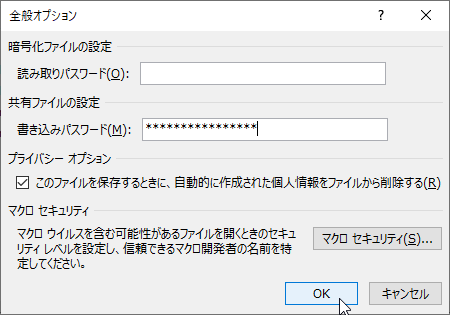 全般オプション ? ×
暗号化ファイルの設定
読み取りパスワード(O):
共有ファイルの設定
書き込みパスワード(M): ****************
プライバシー オプション
このファイルを保存するときに、自動的に作成された個人情報をファイルから削除する(R)
マクロ セキュリティ
マクロ ウイルスを含む可能性があるファイルを開くときのセキュ
リティ レベルを設定し、信頼できるマクロ開発者の名前を特
定してください。
マクロ セキュリティ(S)...
OK キャンセル